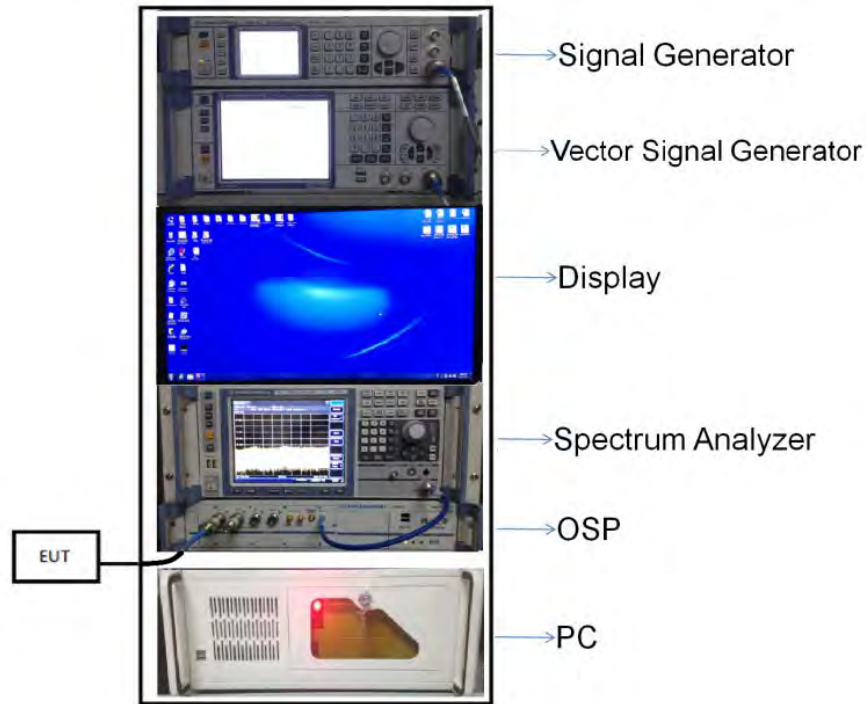 Signal Generator
Vector Signal Generator
Display
Spectrum Analyzer
OSP
EUT
PC